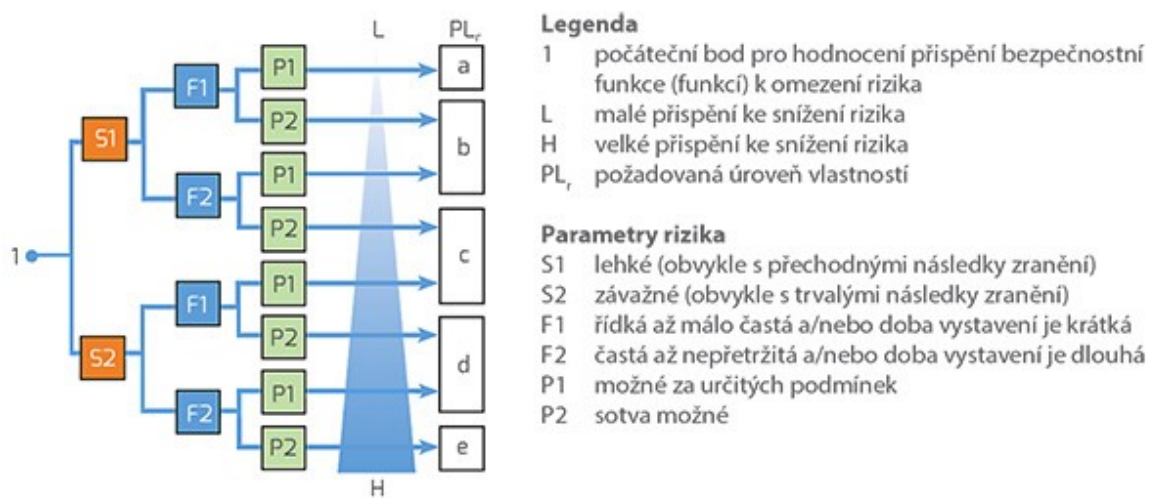 L PLr
P1 a
F1
P2
S1 b
P1
F2
P2
1 c
P1
F1
P2
S2 d
P1
F2
P2 e
H
Legenda
1 počáteční bod pro hodnocení přispění bezpečnostní
funkce (funkcí) k omezení rizika
L malé přispění ke snížení rizika
H velké přispění ke snížení rizika
PLr požadovaná úroveň vlastností
Parametry rizika
S1 lehké (obvykle s přechodnými následky zranění)
S2 závažné (obvykle s trvalými následky zranění)
F1 řídká až málo častá a/nebo doba vystavení je krátká
F2 častá až nepřetržitá a/nebo doba vystavení je dlouhá
P1 možné za určitých podmínek
P2 sotva možné